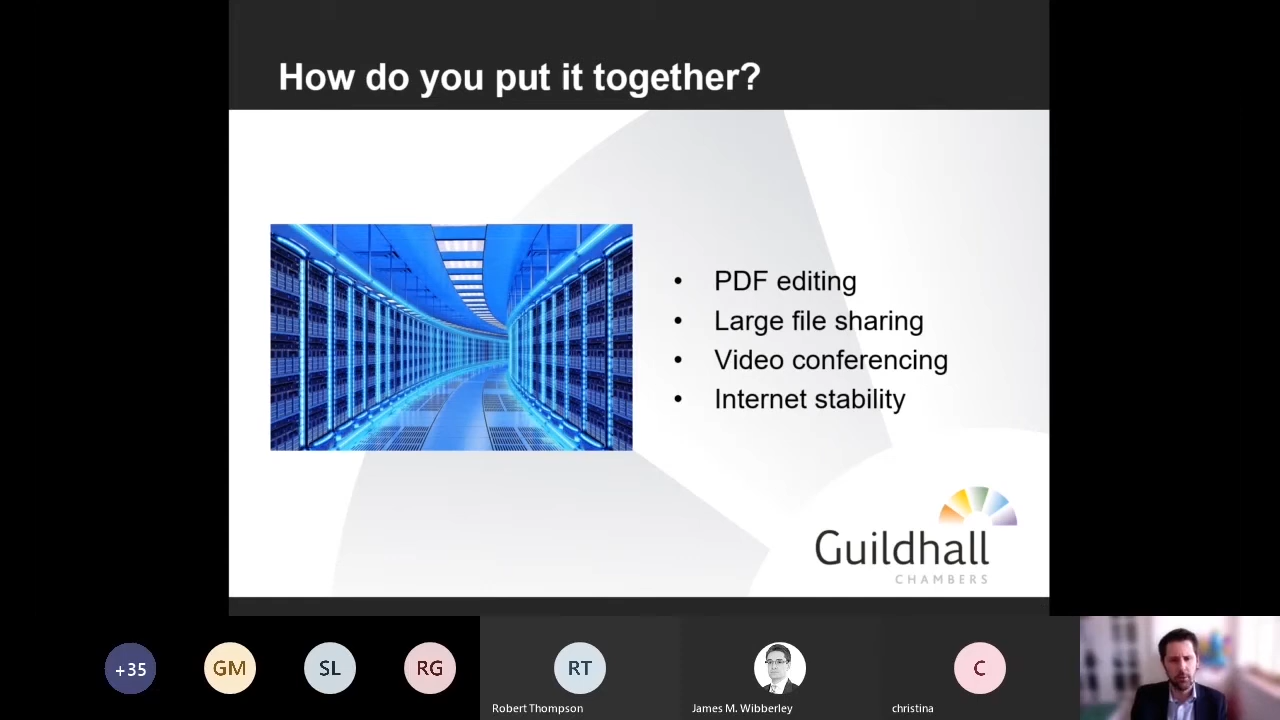 How do you put it together?
• PDF editing
• Large file sharing
• Video conferencing
• Internet stability
Guildhall
CHAMBERS
+35
GM
SL
RG
RT
C
Robert Thompson
James M. Wibberley
christina